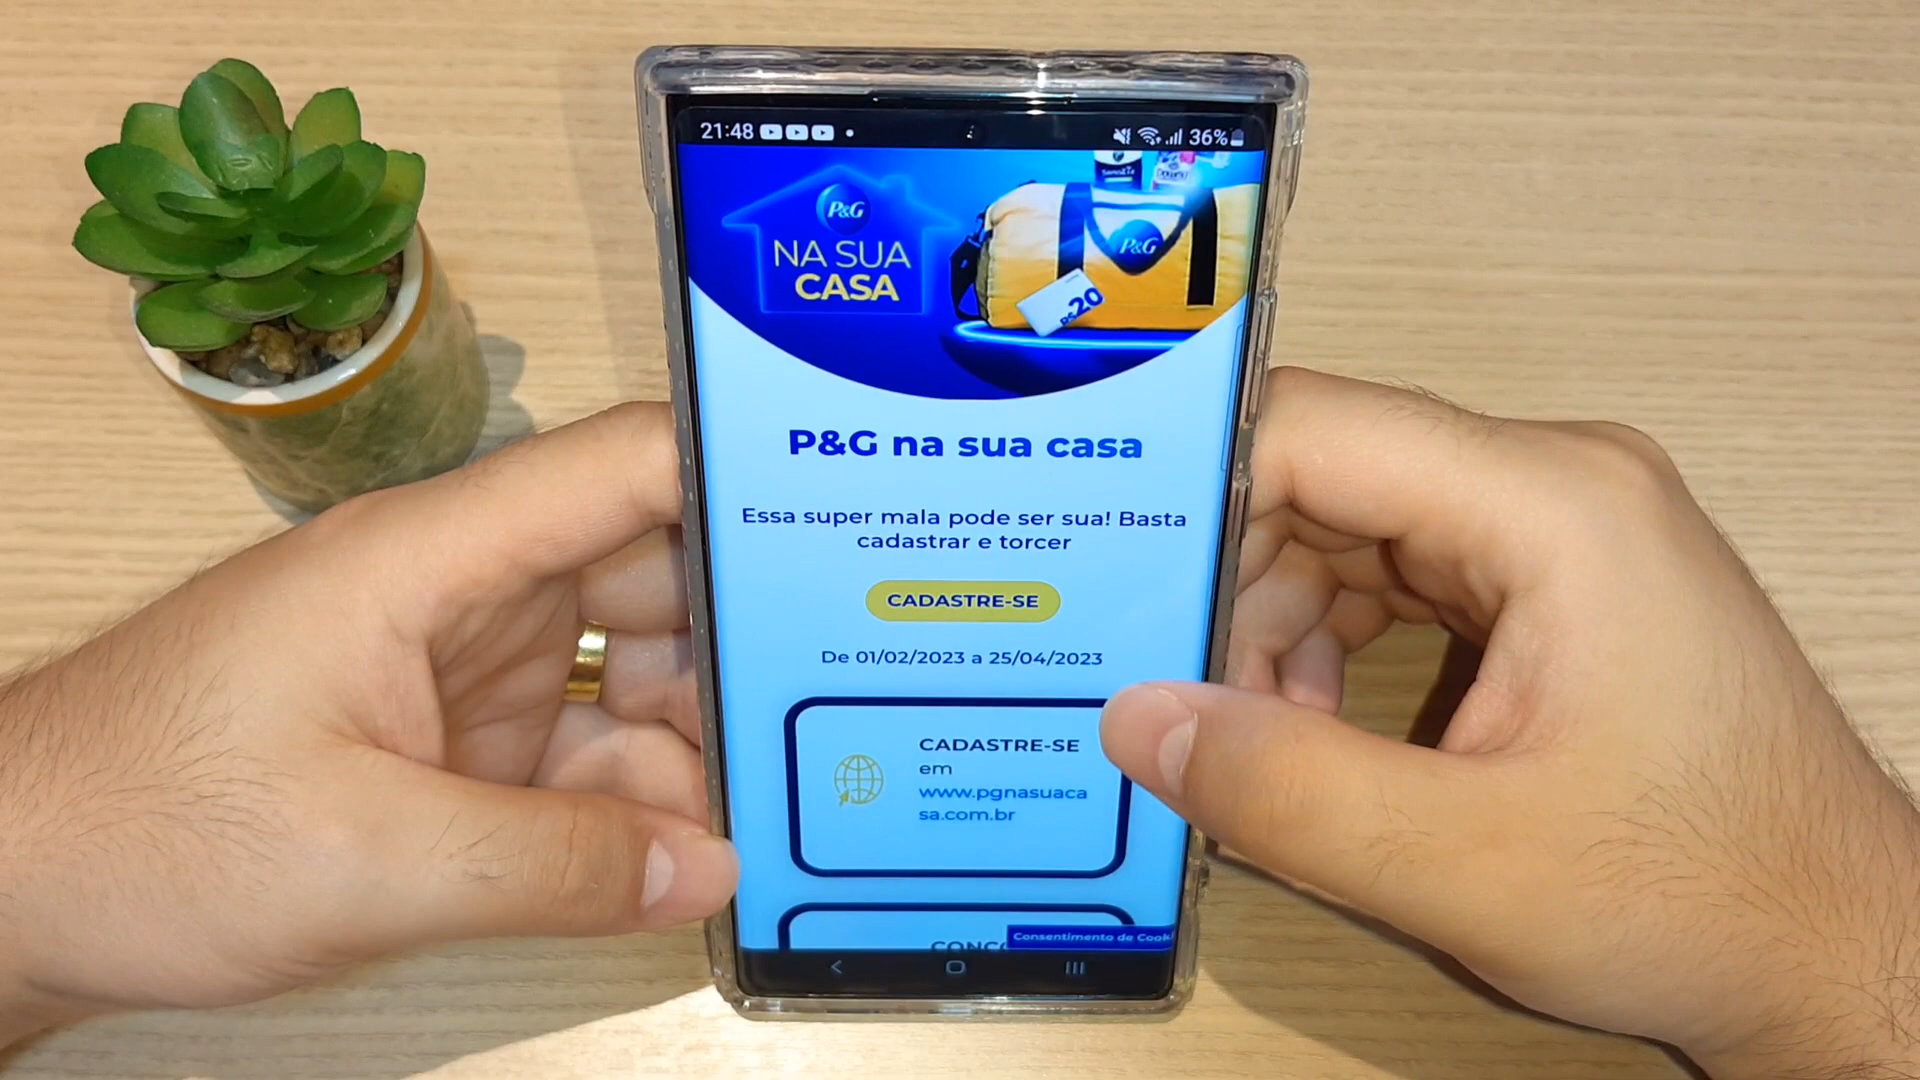 21:48
36%
P&G
NA SUA
CASA
Downy
P&G
R$20
P&G na sua casa
Essa super mala pode ser sua! Basta
cadastrar e torcer
CADASTRE-SE
De 01/02/2023 a 25/04/2023
CADASTRE-SE
em
www.pgnasuaca
sa.com.br
Consentimento de Cook